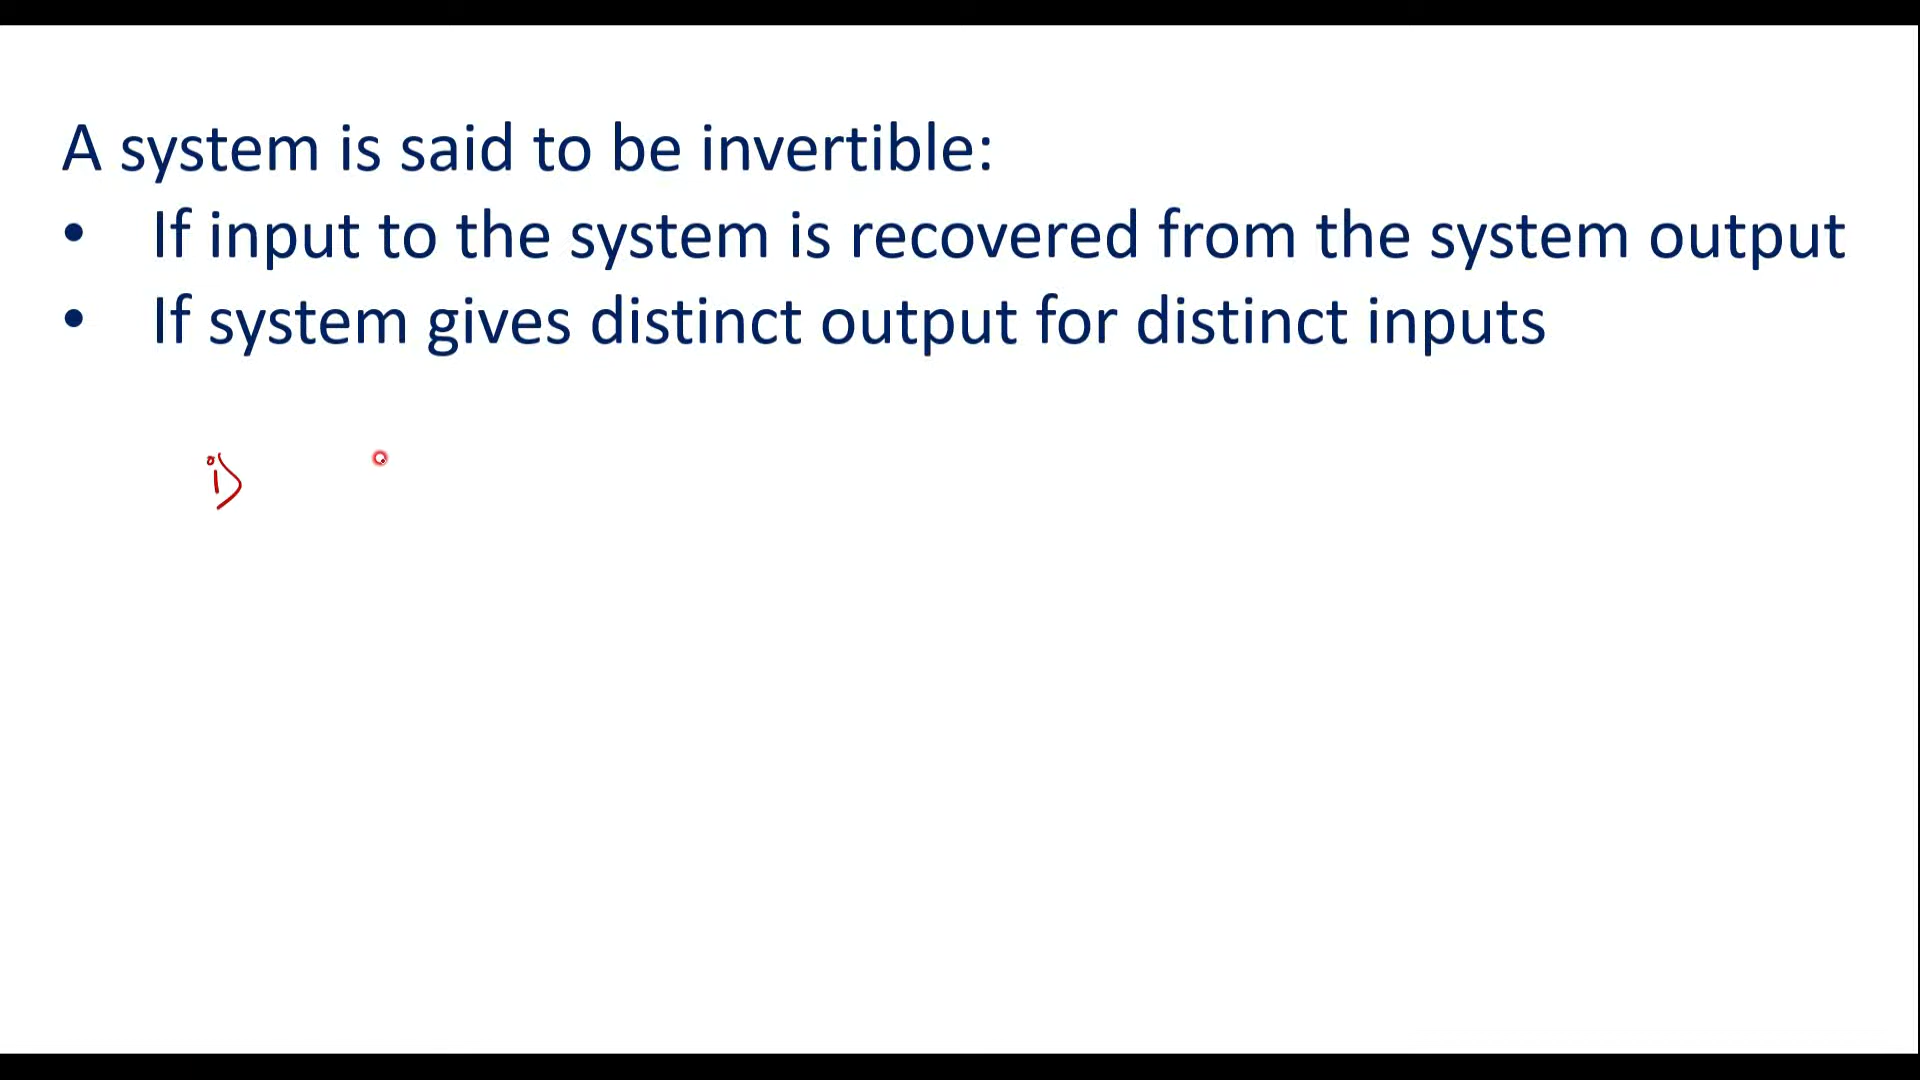 A system is said to be invertible:
• If input to the system is recovered from the system output
• If system gives distinct output for distinct inputs
i)